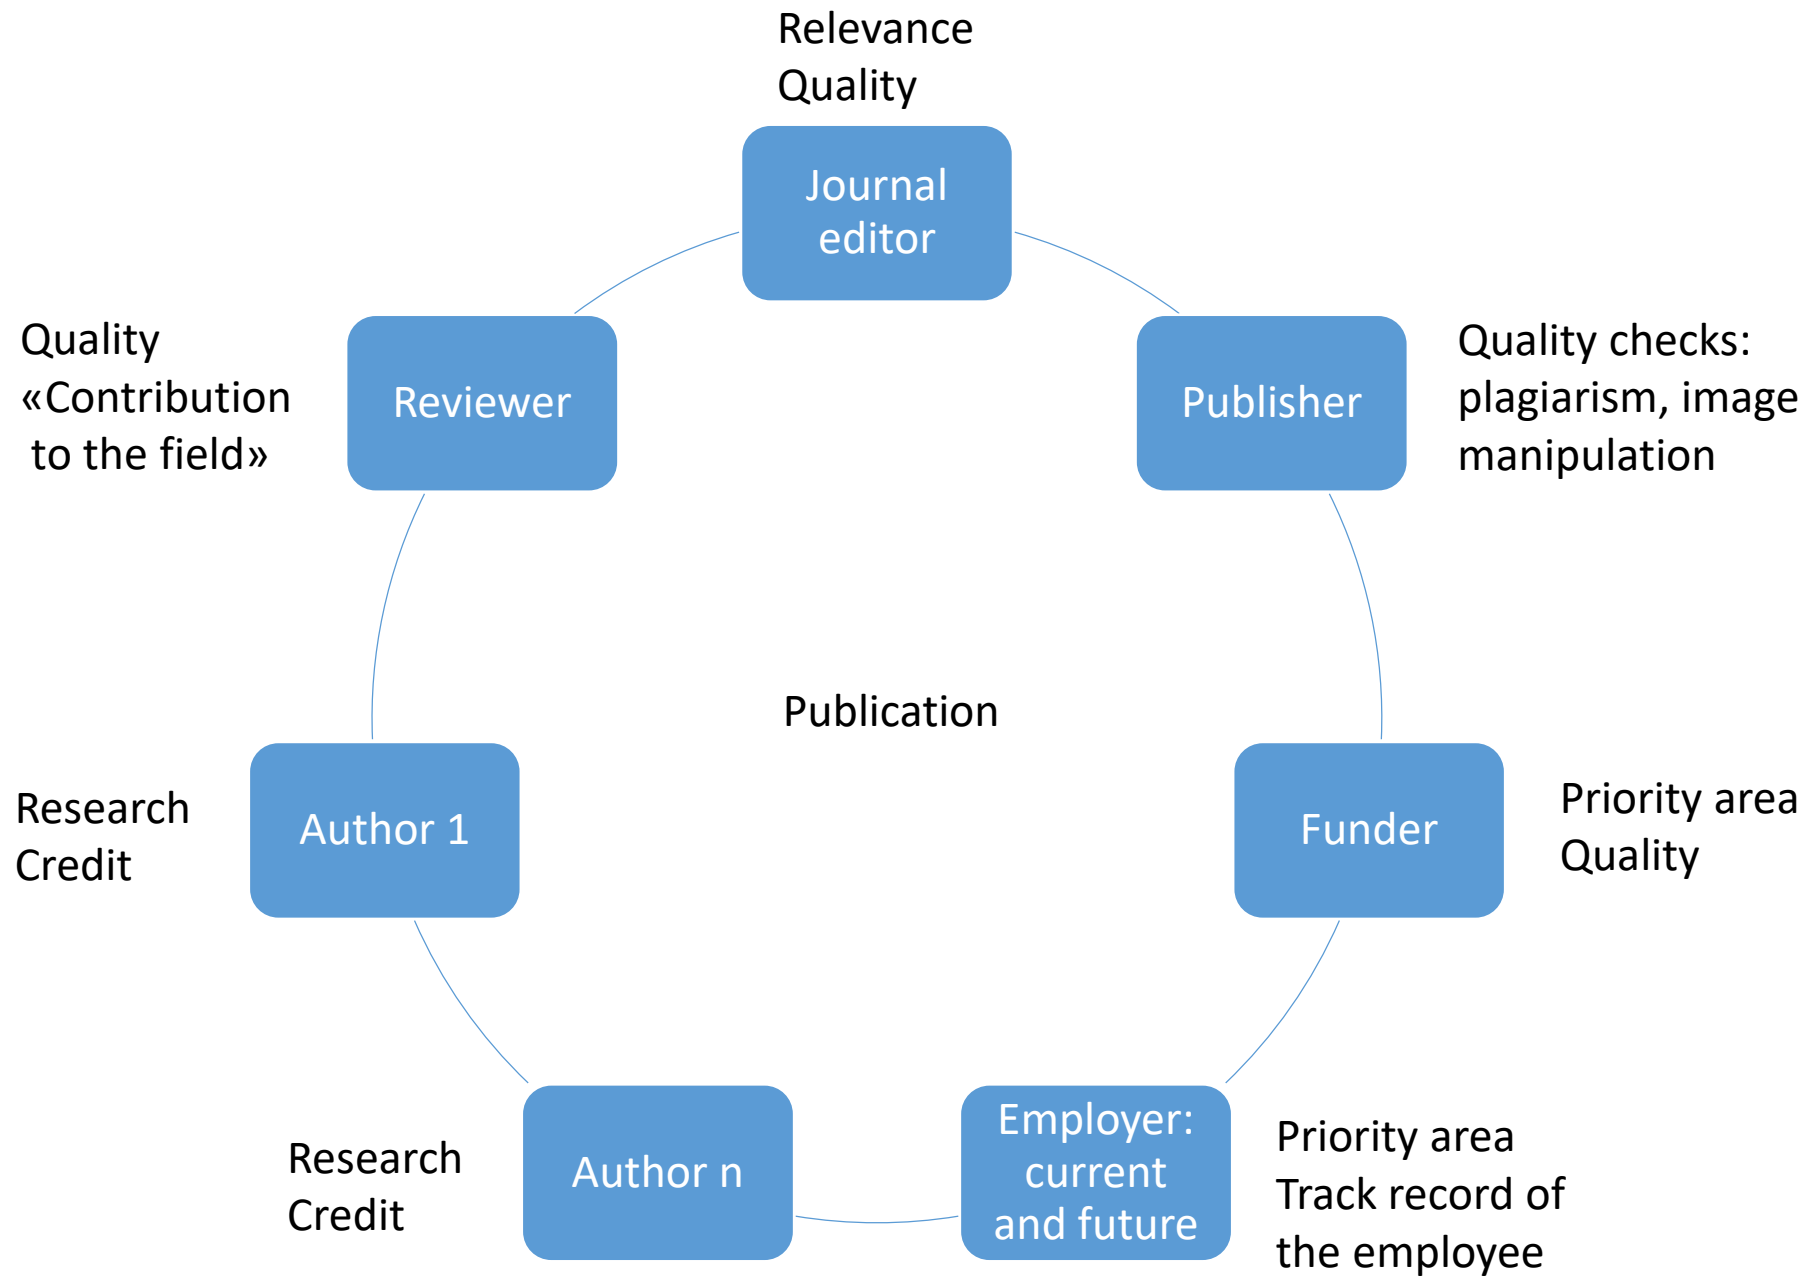 Relevance
Quality
Journal
editor
Quality
«Contribution
to the field»
Reviewer
Publisher
Quality checks:
plagiarism, image
manipulation
Publication
Research
Credit
Author 1
Funder
Priority area
Quality
Research
Credit
Author n
Employer:
current
and future
Priority area
Track record of
the employee